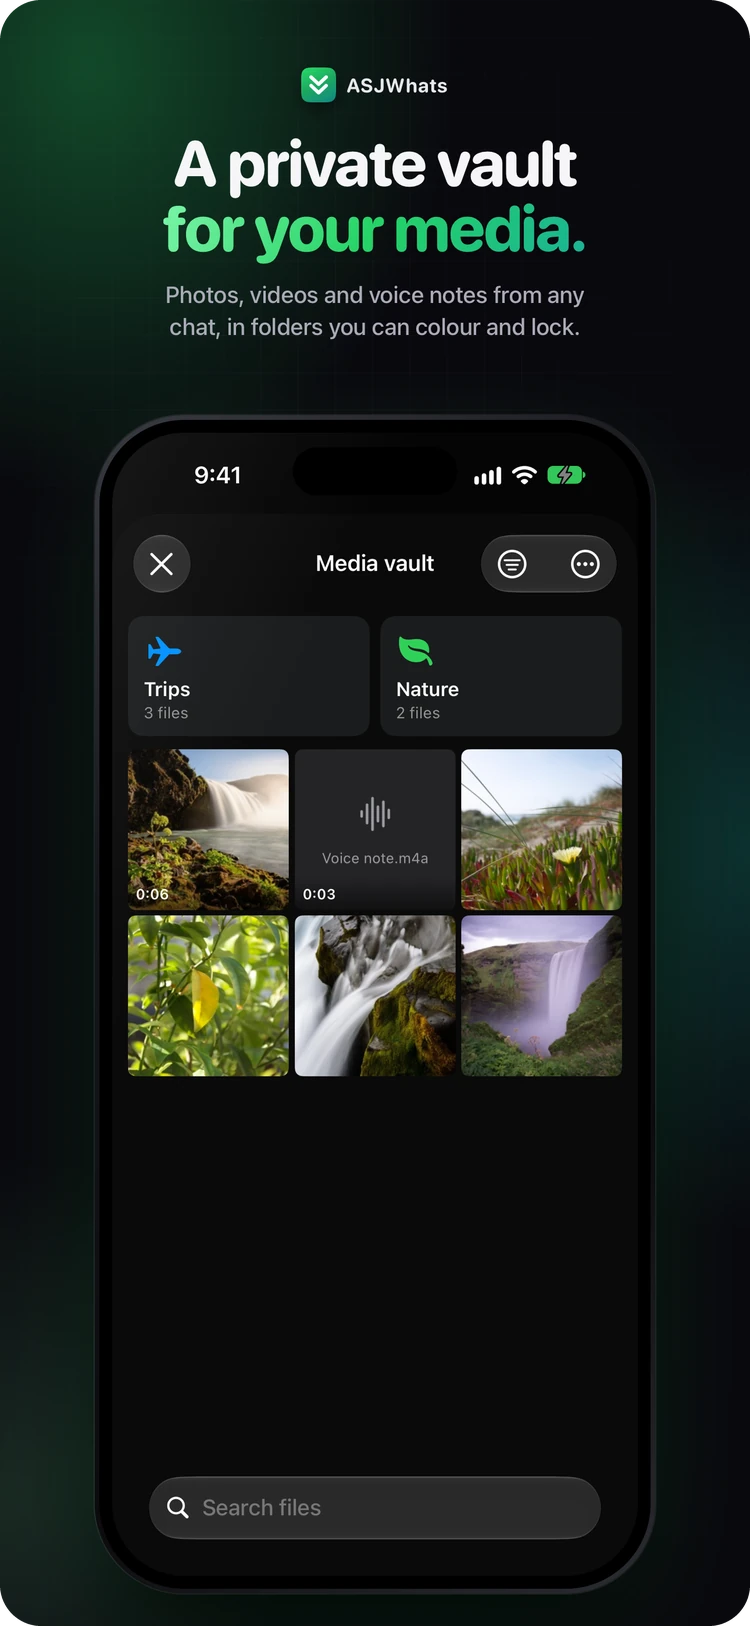 ASJWhats
A private vault
for your media.
Photos, videos and voice notes from any
chat, in folders you can colour and lock.
9:41
Media vault
Trips
3 files
Nature
2 files
Voice note.m4a
0:06
0:03
Search files